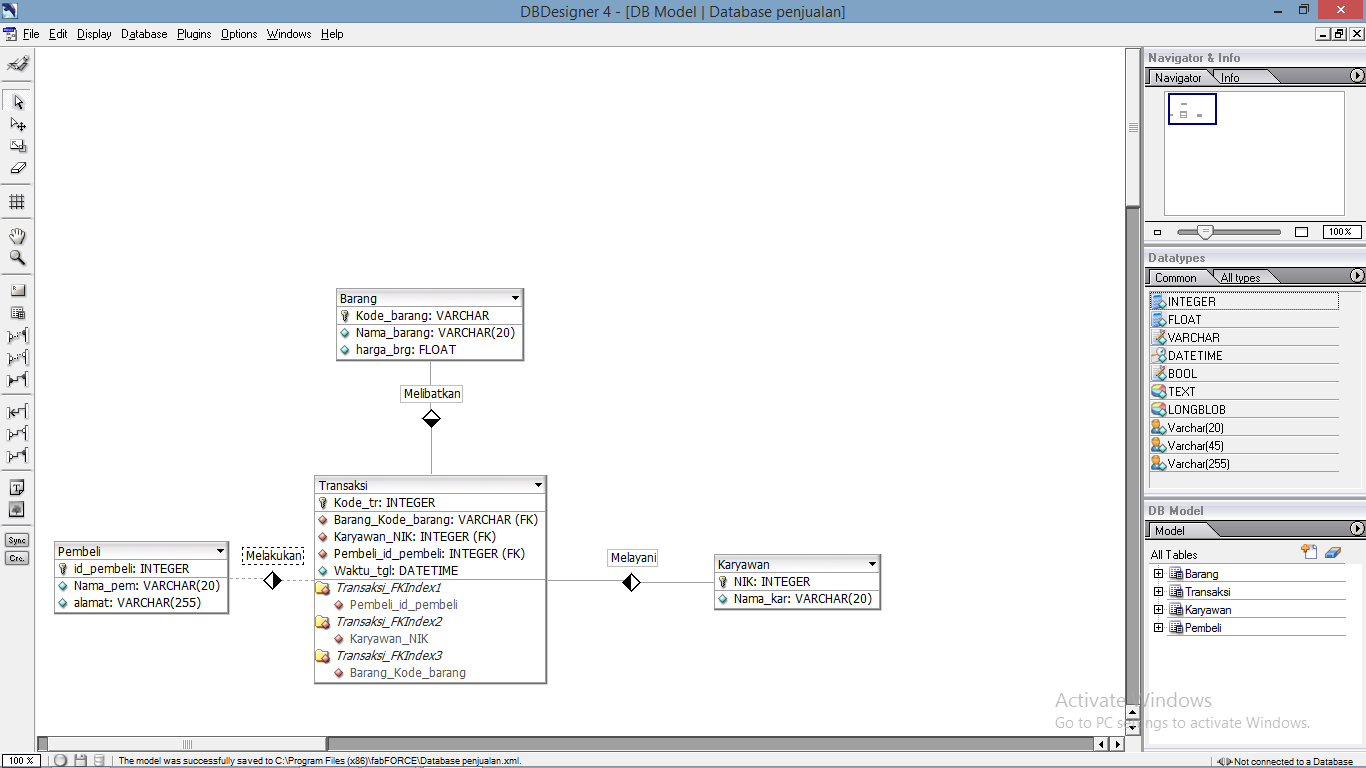 DBDesigner 4 - [DB Model | Database penjualan]
File Edit Display Database Plugins Options Windows Help
Navigator & Info
Navigator Info
100%
Datatypes
Common All types
INTEGER
FLOAT
VARCHAR
DATETIME
BOOL
TEXT
LONGBLOB
Varchar(20)
Varchar(45)
Varchar(255)
DB Model
Model
All Tables
Barang
Transaksi
Karyawan
Pembeli
Barang
Kode_barang: VARCHAR
Nama_barang: VARCHAR(20)
harga_brg: FLOAT
Melibatkan
Transaksi
Kode_tr: INTEGER
Barang_Kode_barang: VARCHAR (FK)
Karyawan_NIK: INTEGER (FK)
Pembeli_id_pembeli: INTEGER (FK)
Waktu_tgl: DATETIME
Transaksi_FKIndex1
Pembeli_id_pembeli
Transaksi_FKIndex2
Karyawan_NIK
Transaksi_FKIndex3
Barang_Kode_barang
Pembeli
id_pembeli: INTEGER
Nama_pem: VARCHAR(20)
alamat: VARCHAR(255)
Melakukan
Melayani
Karyawan
NIK: INTEGER
Nama_kar: VARCHAR(20)
Sync
Crc.
Activate Windows
Go to PC settings to activate Windows.
100 %
The model was successfully saved to C:\Program Files (x86)\fabFORCE\Database penjualan.xml.
Not connected to a Database